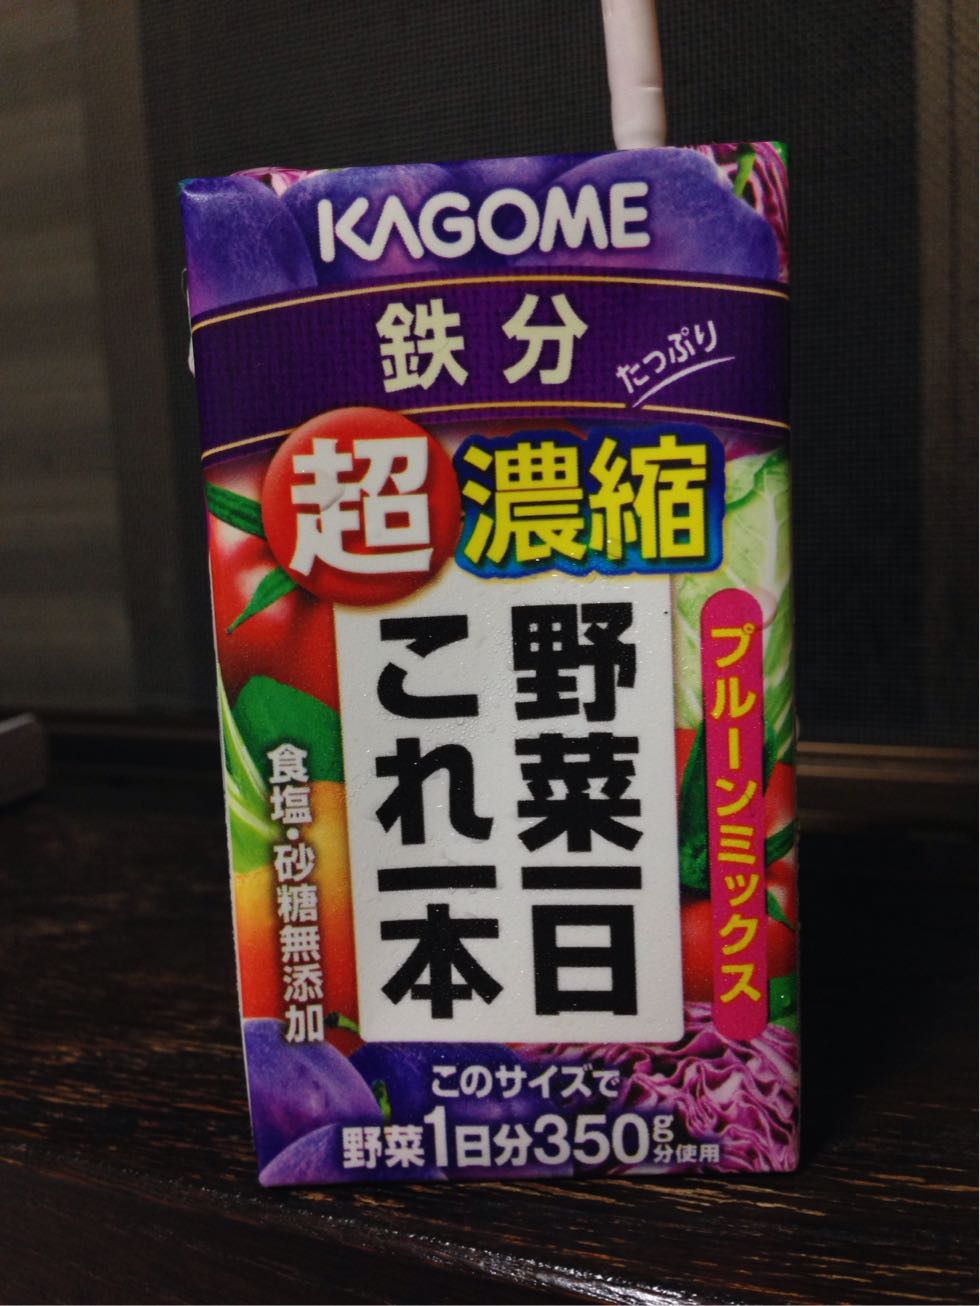 KAGOME
鉄分
たっぷり
超濃縮
野菜一日
これ一本
プルーンミックス
食塩・砂糖無添加
このサイズで
野菜1日分350g分使用